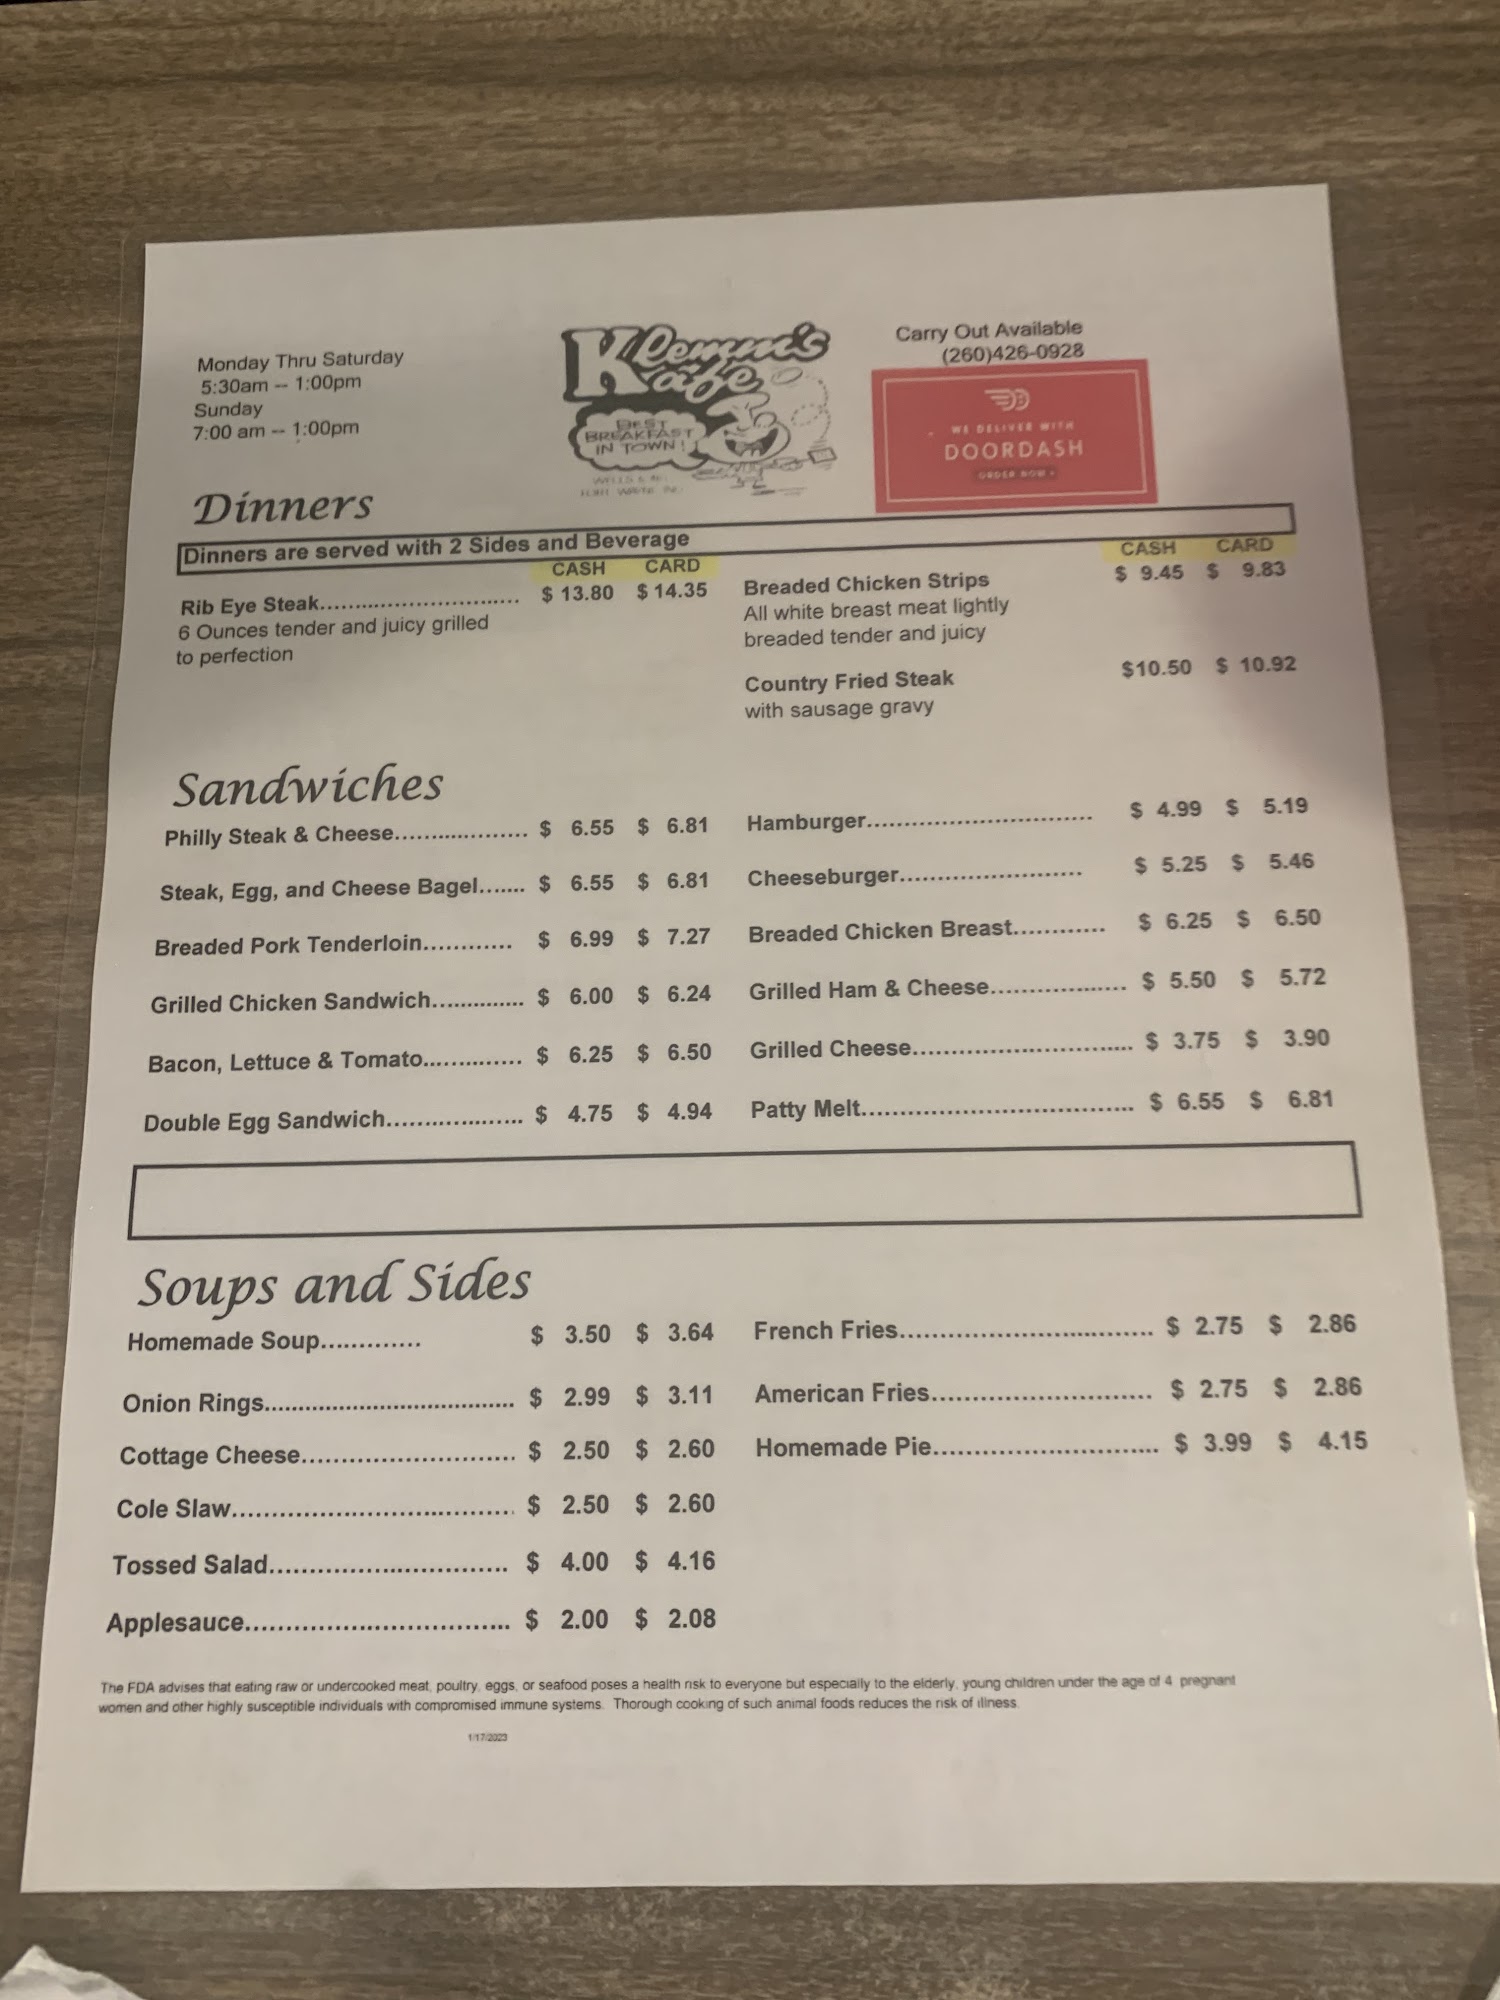 Monday Thru Saturday
5:30am -- 1:00pm
Sunday
7:00 am -- 1:00pm
Klemm's
Kafe
BEST
BREAKFAST
IN TOWN!
Carry Out Available
(260)426-0928
WE DELIVER WITH
DOORDASH
ORDER NOW
Dinners
Dinners are served with 2 Sides and Beverage
CASH CARD
Rib Eye Steak.............................. $ 13.80 $ 14.35
6 Ounces tender and juicy grilled
to perfection
CASH CARD
Breaded Chicken Strips $ 9.45 $ 9.83
All white breast meat lightly
breaded tender and juicy
Country Fried Steak $10.50 $ 10.92
with sausage gravy
Sandwiches
Philly Steak & Cheese.................... $ 6.55 $ 6.81
Steak, Egg, and Cheese Bagel....... $ 6.55 $ 6.81
Breaded Pork Tenderloin............ $ 6.99 $ 7.27
Grilled Chicken Sandwich.............. $ 6.00 $ 6.24
Bacon, Lettuce & Tomato.............. $ 6.25 $ 6.50
Double Egg Sandwich.................... $ 4.75 $ 4.94
Hamburger................................. $ 4.99 $ 5.19
Cheeseburger........................... $ 5.25 $ 5.46
Breaded Chicken Breast............. $ 6.25 $ 6.50
Grilled Ham & Cheese.................... $ 5.50 $ 5.72
Grilled Cheese................................ $ 3.75 $ 3.90
Patty Melt........................................ $ 6.55 $ 6.81
Soups and Sides
Homemade Soup............. $ 3.50 $ 3.64
Onion Rings..................................... $ 2.99 $ 3.11
Cottage Cheese............................... $ 2.50 $ 2.60
Cole Slaw......................................... $ 2.50 $ 2.60
Tossed Salad................................... $ 4.00 $ 4.16
Applesauce....................................... $ 2.00 $ 2.08
French Fries..................................... $ 2.75 $ 2.86
American Fries................................ $ 2.75 $ 2.86
Homemade Pie................................. $ 3.99 $ 4.15
The FDA advises that eating raw or undercooked meat, poultry, eggs, or seafood poses a health risk to everyone but especially to the elderly, young children under the age of 4 pregnant
women and other highly susceptible individuals with compromised immune systems. Thorough cooking of such animal foods reduces the risk of illness.
1/17/2023